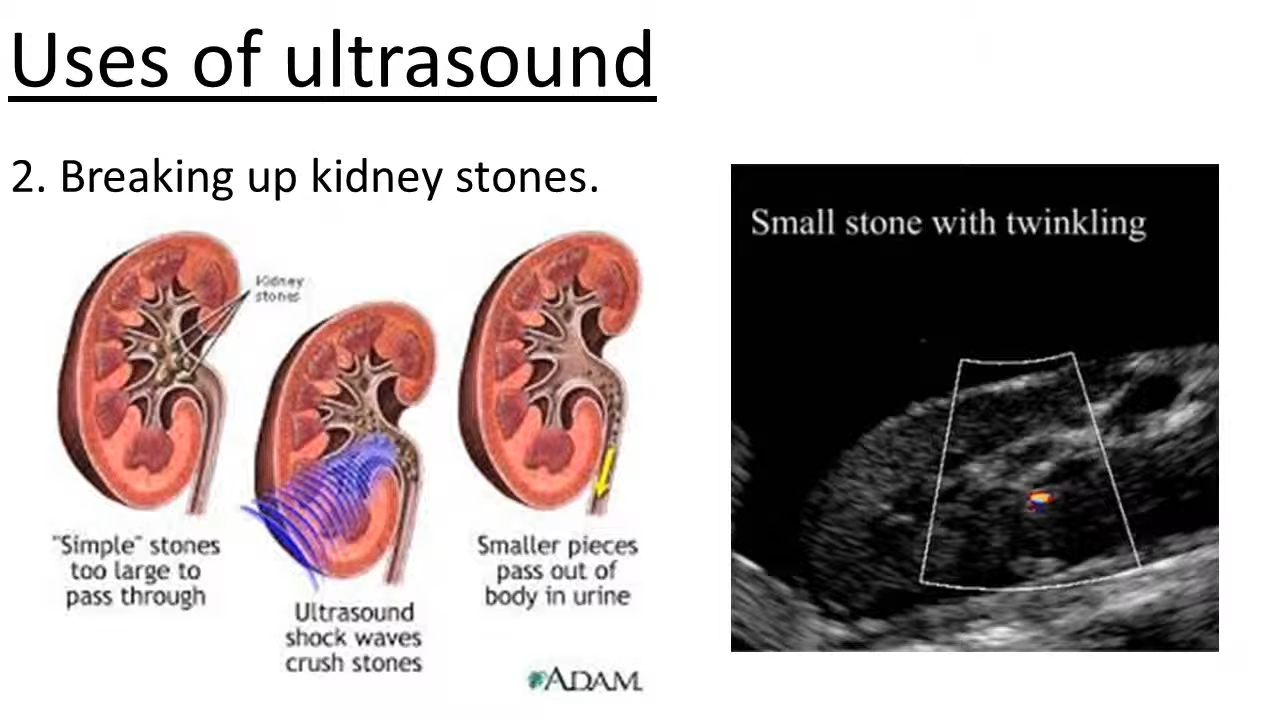 Uses of ultrasound
2. Breaking up kidney stones.
Kidney
stones
"Simple" stones
too large to
pass through
Ultrasound
shock waves
crush stones
Smaller pieces
pass out of
body in urine
ADAM.
Small stone with twinkling